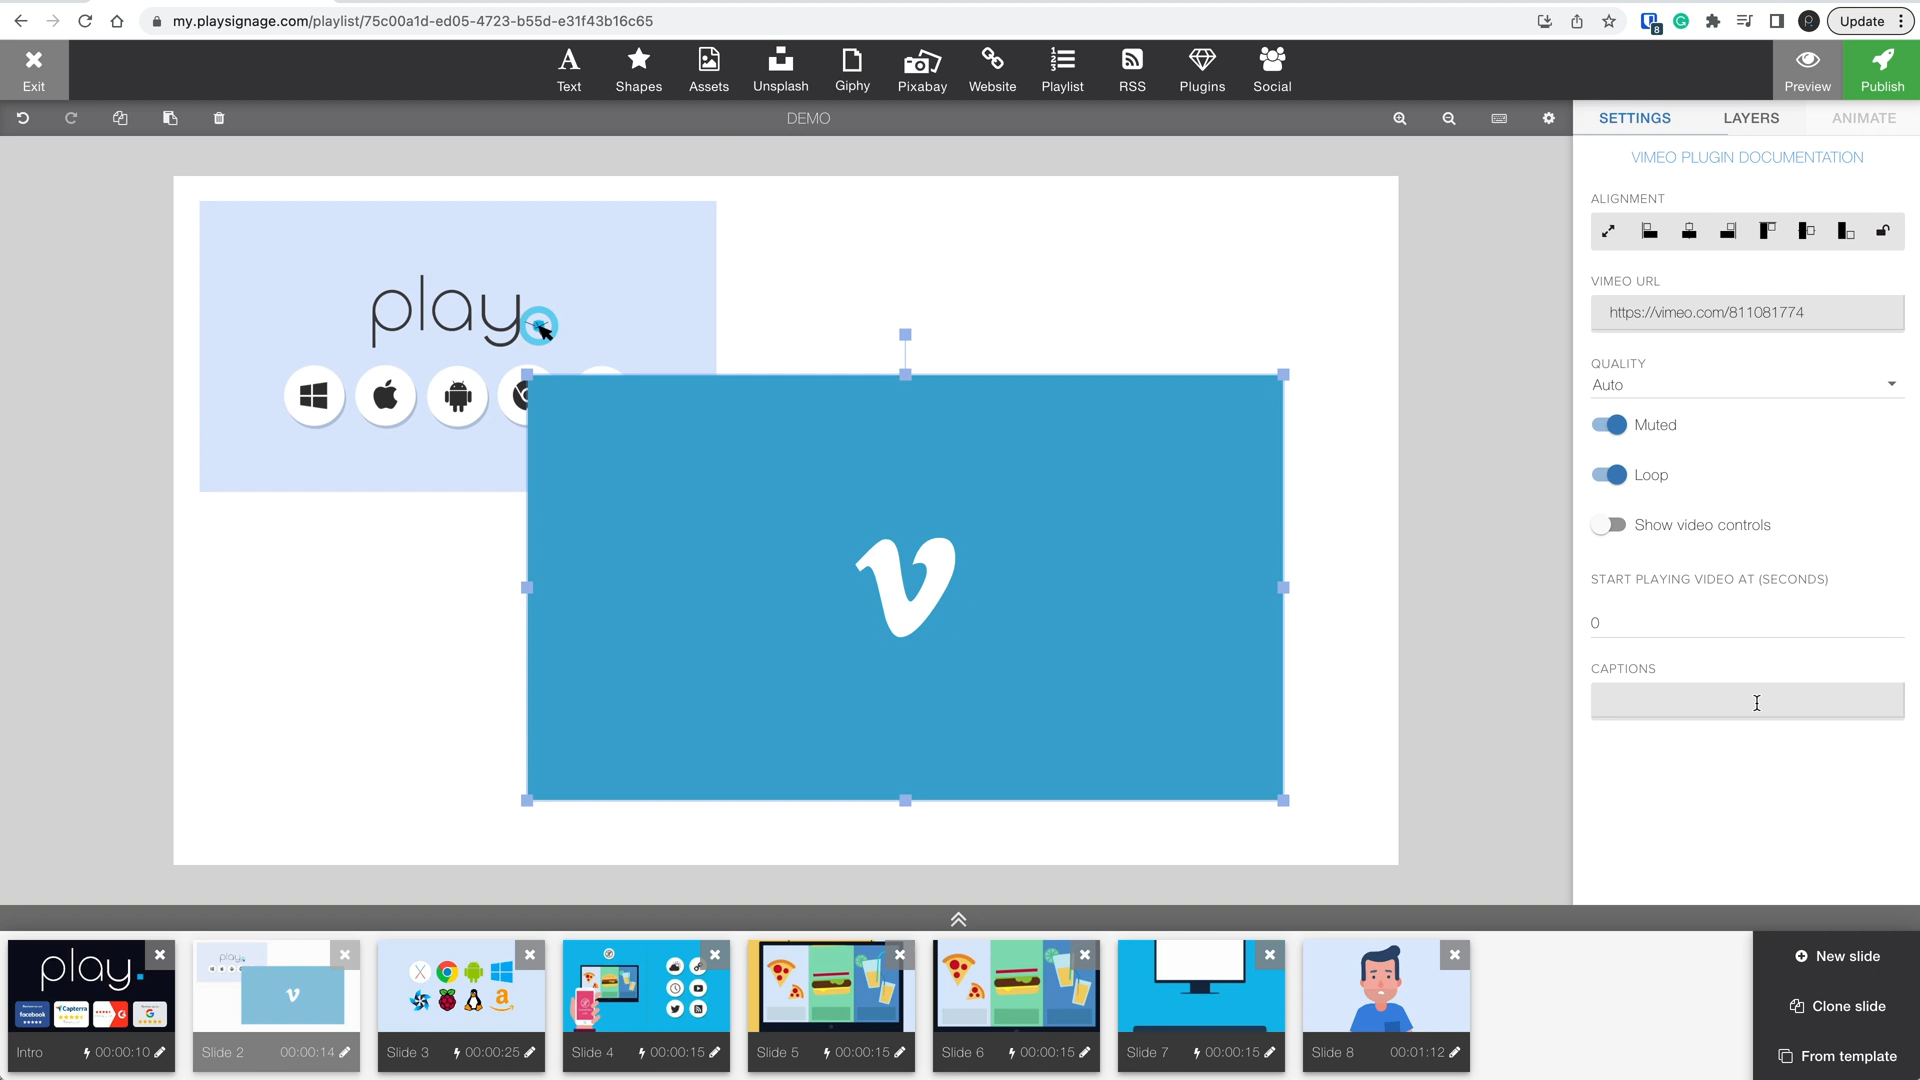 my.playsignage.com/playlist/75c00a1d-ed05-4723-b55d-e31f43b16c65
8
Update
Exit
Text
Shapes
Assets
Unsplash
Giphy
Pixabay
Website
Playlist
RSS
Plugins
Social
Preview
Publish
DEMO
SETTINGS
LAYERS
ANIMATE
VIMEO PLUGIN DOCUMENTATION
ALIGNMENT
VIMEO URL
https://vimeo.com/811081774
QUALITY
Auto
Muted
Loop
Show video controls
START PLAYING VIDEO AT (SECONDS)
0
CAPTIONS
play
play.
facebook
Capterra
Intro
00:00:10
play
Slide 2
00:00:14
Slide 3
00:00:25
Slide 4
00:00:15
Slide 5
00:00:15
Slide 6
00:00:15
Slide 7
00:00:15
Slide 8
00:01:12
New slide
Clone slide
From template